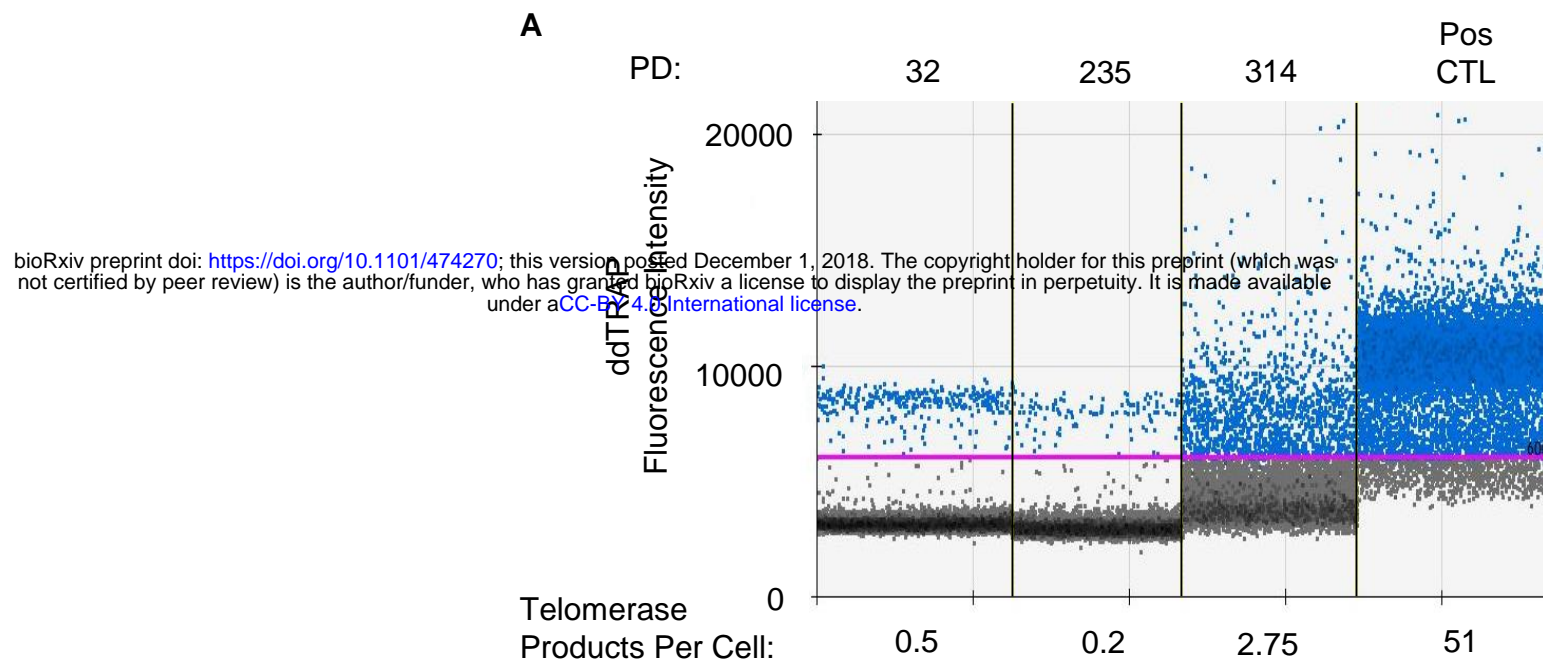 A
Pos
PD: 32 235 314 CTL
20000
10000
0
ddTRAP
Fluorescence Intensity
bioRxiv preprint doi: https://doi.org/10.1101/474270; this version posted December 1, 2018. The copyright holder for this preprint (which was
not certified by peer review) is the author/funder, who has granted bioRxiv a license to display the preprint in perpetuity. It is made available
under aCC-BY 4.0 International license.
Telomerase
Products Per Cell: 0.5 0.2 2.75 51